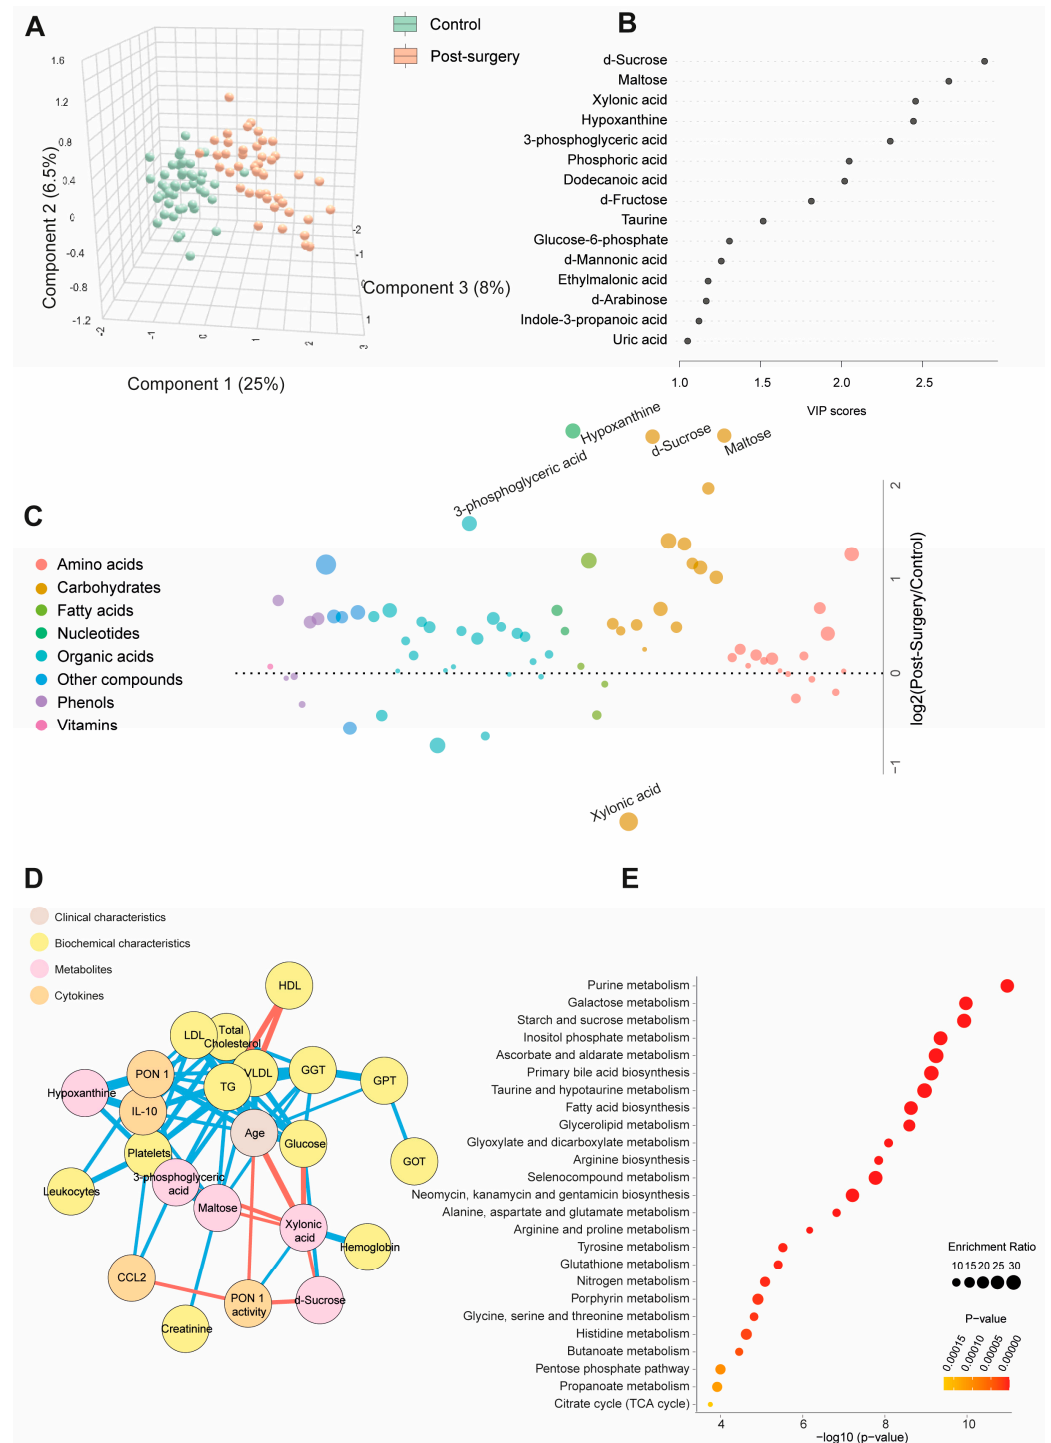 A
Control
Post-surgery
1.6
1.2
0.8
0.4
0
-0.4
-0.8
-1.2
Component 2 (6.5%)
-2
-1
0
1
2
3
Component 1 (25%)
-2
-1
0
1
Component 3 (8%)
B
d-Sucrose
Maltose
Xylonic acid
Hypoxanthine
3-phosphoglyceric acid
Phosphoric acid
Dodecanoic acid
d-Fructose
Taurine
Glucose-6-phosphate
d-Mannonic acid
Ethylmalonic acid
d-Arabinose
Indole-3-propanoic acid
Uric acid
1.0 1.5 2.0 2.5
VIP scores
C
Hypoxanthine
d-Sucrose
Maltose
3-phosphoglyceric acid
Xylonic acid
Amino acids
Carbohydrates
Fatty acids
Nucleotides
Organic acids
Other compounds
Phenols
Vitamins
2
1
0
−1
log2(Post-Surgery/Control)
D
Clinical characteristics
Biochemical characteristics
Metabolites
Cytokines
HDL
LDL
Total
Cholesterol
PON 1
TG
VLDL
GGT
GPT
Hypoxanthine
IL-10
Age
Glucose
Platelets
GOT
Leukocytes
3-phosphoglyceric
acid
Maltose
Xylonic
acid
Hemoglobin
CCL2
PON 1
activity
d-Sucrose
Creatinine
E
Purine metabolism
Galactose metabolism
Starch and sucrose metabolism
Inositol phosphate metabolism
Ascorbate and aldarate metabolism
Primary bile acid biosynthesis
Taurine and hypotaurine metabolism
Fatty acid biosynthesis
Glycerolipid metabolism
Glyoxylate and dicarboxylate metabolism
Arginine biosynthesis
Selenocompound metabolism
Neomycin, kanamycin and gentamicin biosynthesis
Alanine, aspartate and glutamate metabolism
Arginine and proline metabolism
Tyrosine metabolism
Glutathione metabolism
Nitrogen metabolism
Porphyrin metabolism
Glycine, serine and threonine metabolism
Histidine metabolism
Butanoate metabolism
Pentose phosphate pathway
Propanoate metabolism
Citrate cycle (TCA cycle)
4 6 8 10
−log10 (p-value)
Enrichment Ratio
10 15 20 25 30
P−value
0.00015 0.00010 0.00005 0.00000